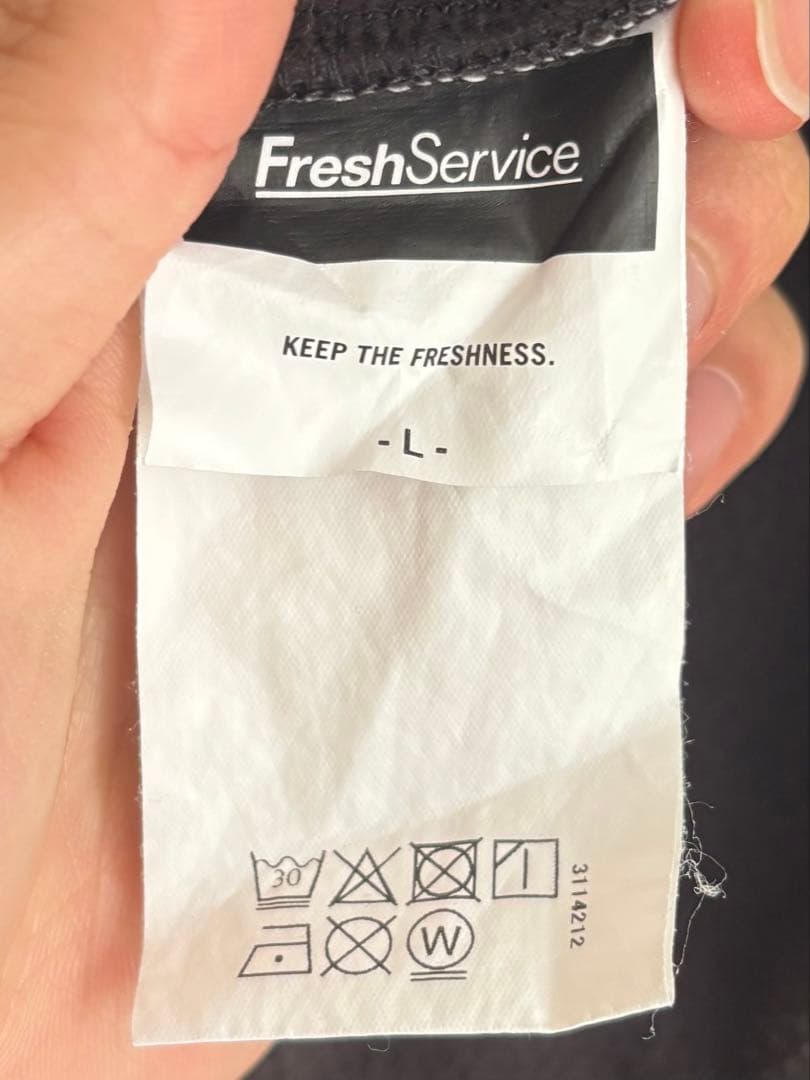 FreshService
KEEP THE FRESHNESS.
-L-
30
W
3114212